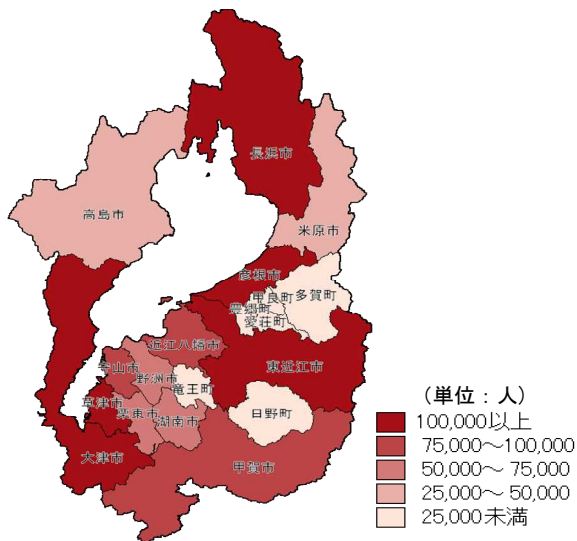 長浜市
高島市
米原市
彦根市
甲良町
多賀町
豊郷町
愛荘町
近江八幡市
東近江市
守山市
野洲市
竜王町
草津市
栗東市
湖南市
日野町
大津市
甲賀市
(単位：人)
100,000以上
75,000～100,000
50,000～ 75,000
25,000～ 50,000
25,000未満